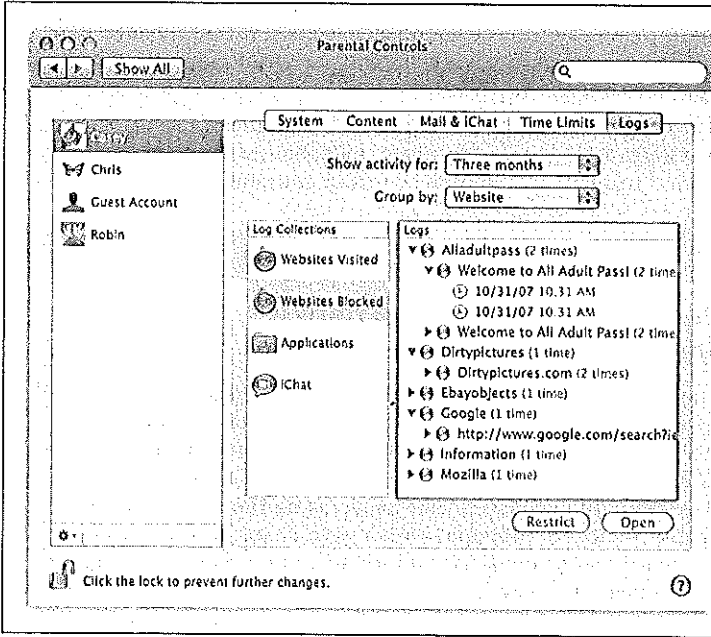 Parental Controls
Show All
System Content Mail & iChat Time Limits Logs
Chris
Guest Account
Robin
Show activity for: Three months
Group by: Website
Log Collections
Websites Visited
Websites Blocked
Applications
iChat
Logs
Alladultpass (2 times)
Welcome to All Adult Pass! (2 time
10/31/07 10.31 AM
10/31/07 10.31 AM
Welcome to All Adult Pass! (2 time
Dirtypictures (1 time)
Dirtypictures.com (2 times)
Ebayobjects (1 time)
Google (1 time)
http://www.google.com/search?ie
Information (1 time)
Mozilla (1 time)
Restrict Open
Click the lock to prevent further changes.
?